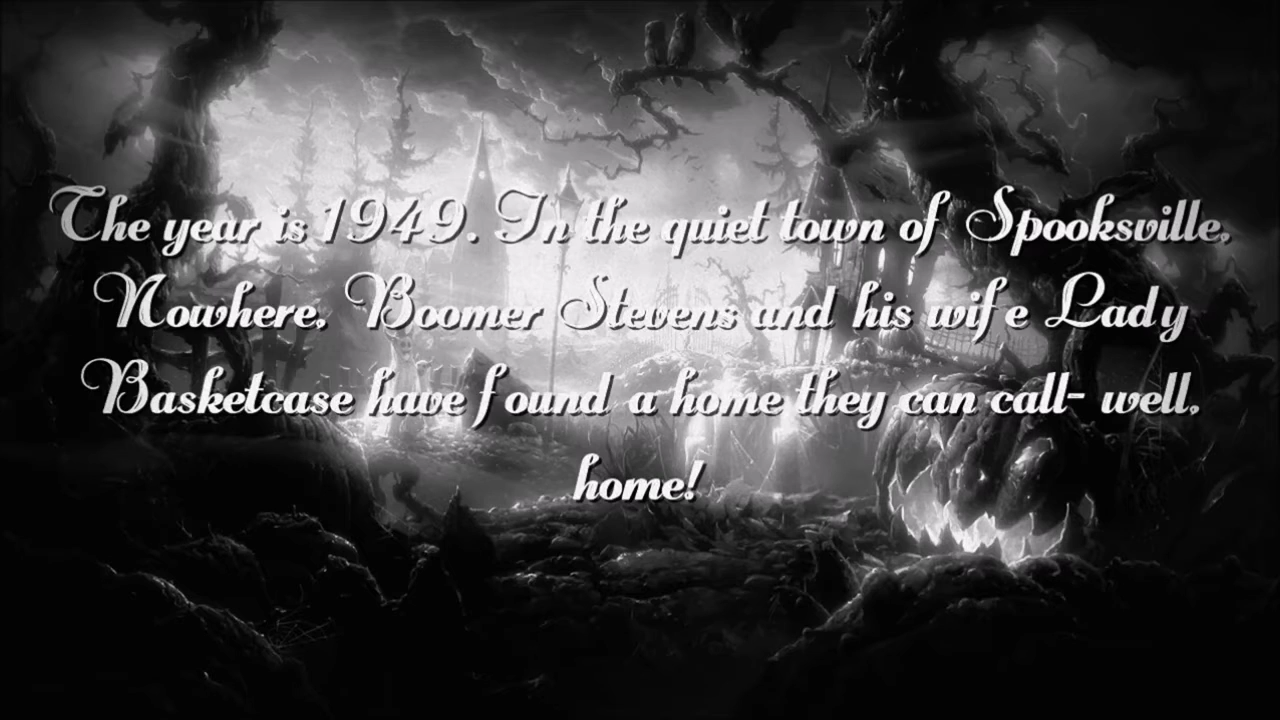 The year is 1949. In the quiet town of Spooksville,
Nowhere, Boomer Stevens and his wife Lady
Basketcase have found a home they can call- well,
home!